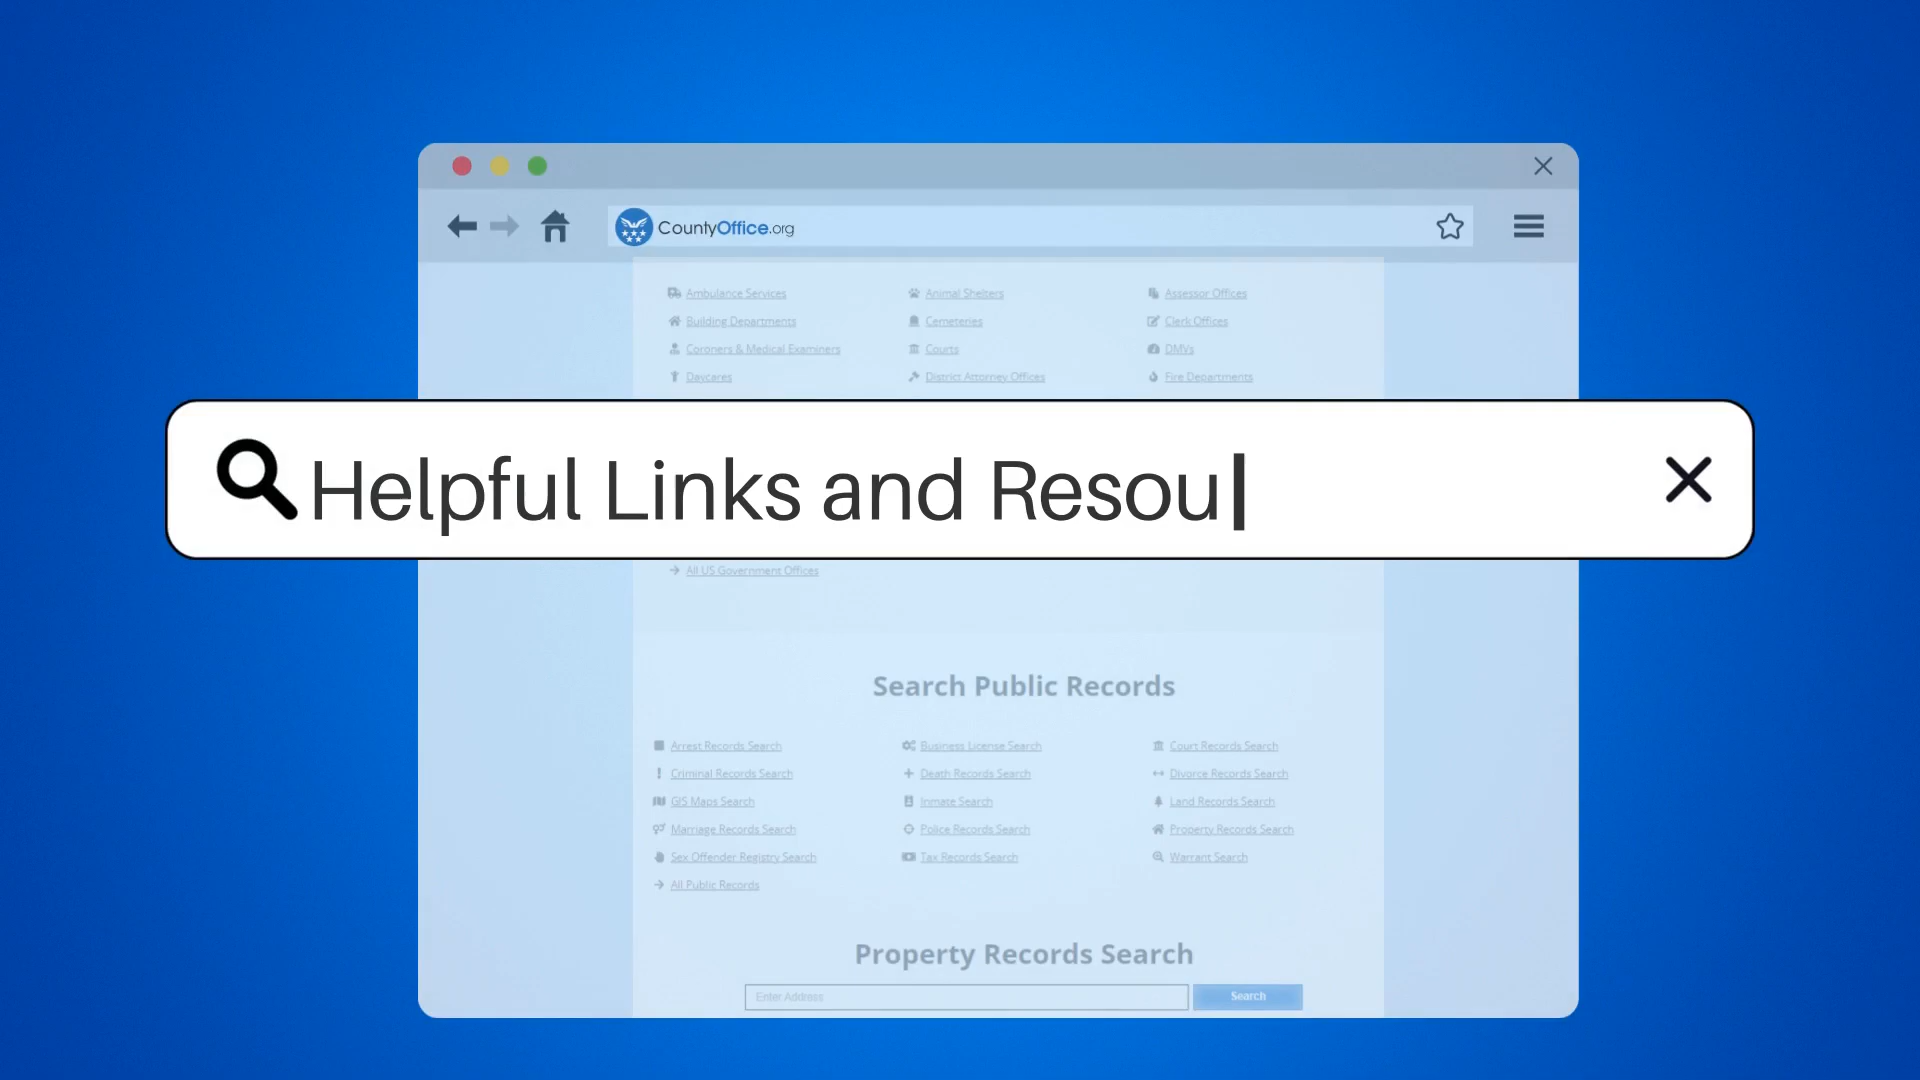 CountyOffice.org
Ambulance Services Animal Shelters Assessor Offices
Building Departments Cemeteries Clerk Offices
Coroners & Medical Examiners Courts DMVs
Daycares District Attorney Offices Fire Departments
Helpful Links and Resou
All US Government Offices
Search Public Records
Arrest Records Search Business License Search Court Records Search
Criminal Records Search Death Records Search Divorce Records Search
GIS Maps Search Inmate Search Land Records Search
Marriage Records Search Police Records Search Property Records Search
Sex Offender Registry Search Tax Records Search Warrant Search
All Public Records
Property Records Search
Enter Address Search